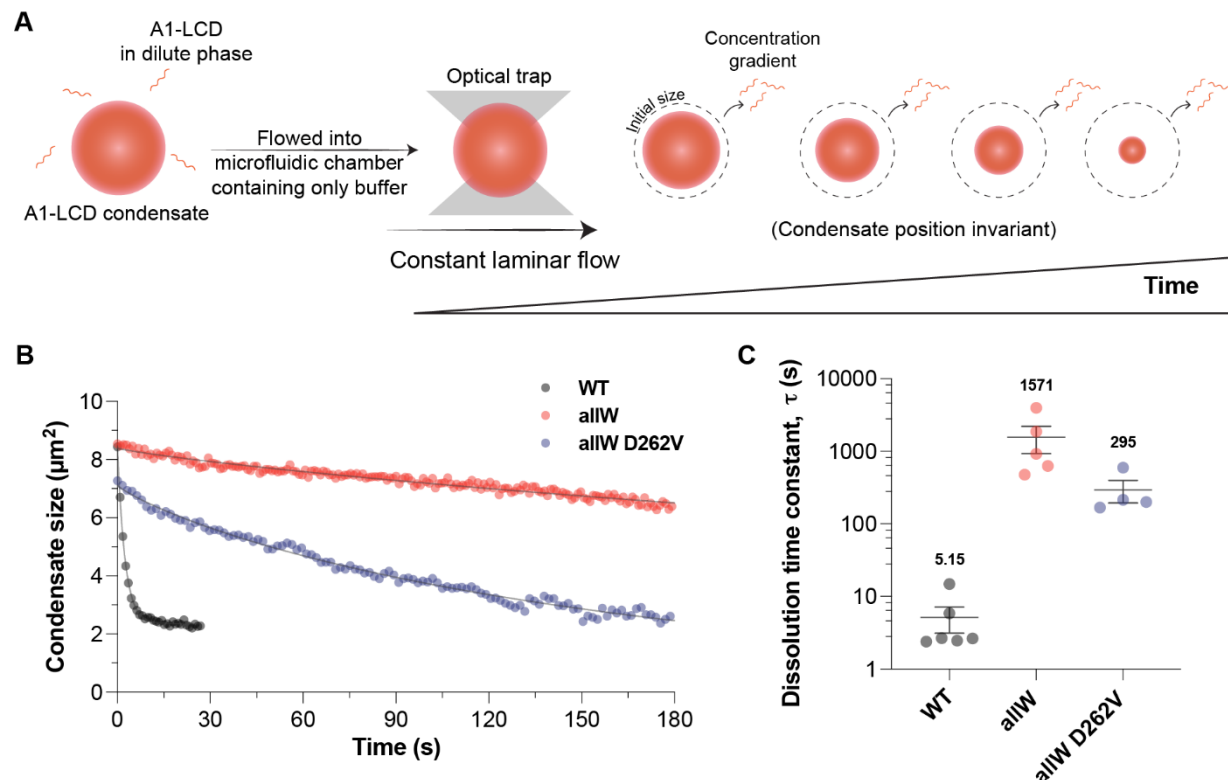 A
A1-LCD
in dilute phase
A1-LCD condensate
Flowed into
microfluidic chamber
containing only buffer
Optical trap
Constant laminar flow
Initial size
Concentration
gradient
(Condensate position invariant)
Time
B
Condensate size (µm²)
10
8
6
4
2
0
0 30 60 90 120 150 180
Time (s)
WT
allW
allW D262V
C
Dissolution time constant, τ (s)
10000
1000
100
10
1
5.15
1571
295
WT
allW
allW D262V